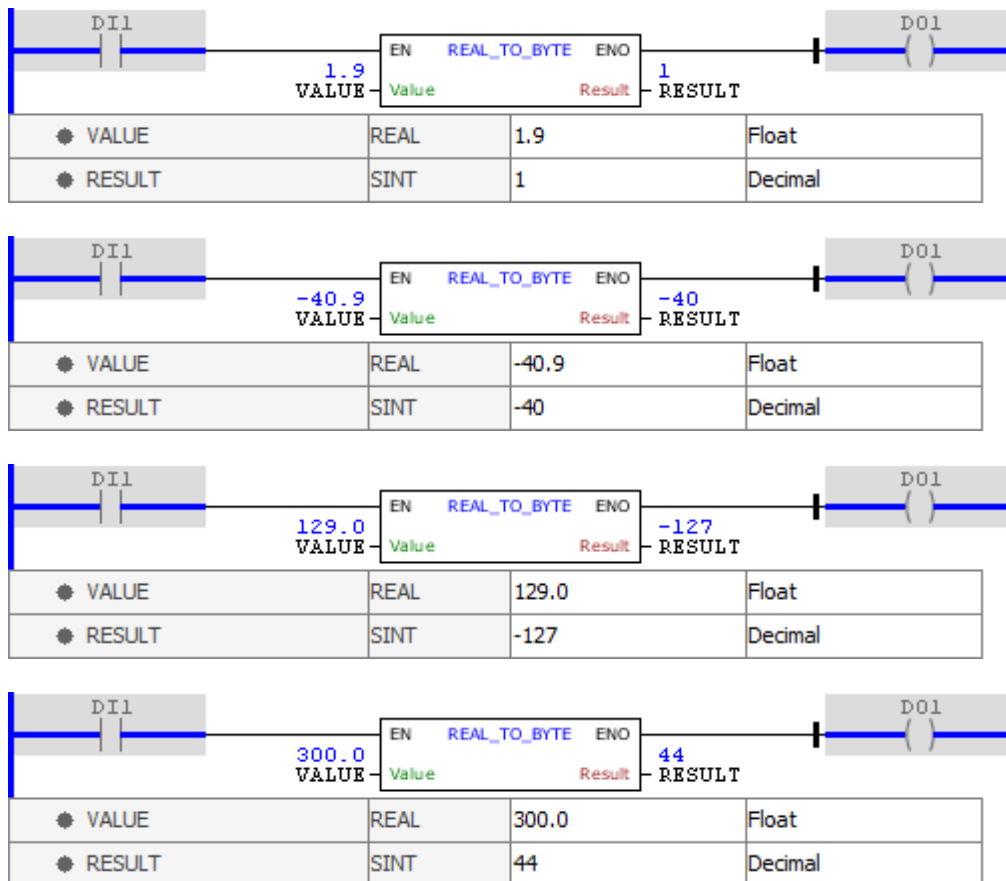 DI1 DO1
EN REAL_TO_BYTE ENO
1.9 1
VALUE Value Result RESULT
VALUE REAL 1.9 Float
RESULT SINT 1 Decimal
DI1 DO1
EN REAL_TO_BYTE ENO
-40.9 -40
VALUE Value Result RESULT
VALUE REAL -40.9 Float
RESULT SINT -40 Decimal
DI1 DO1
EN REAL_TO_BYTE ENO
129.0 -127
VALUE Value Result RESULT
VALUE REAL 129.0 Float
RESULT SINT -127 Decimal
DI1 DO1
EN REAL_TO_BYTE ENO
300.0 44
VALUE Value Result RESULT
VALUE REAL 300.0 Float
RESULT SINT 44 Decimal